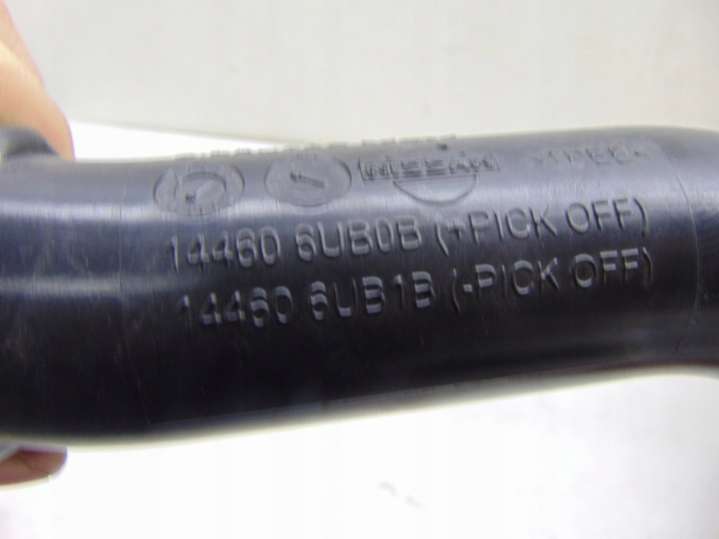 NISSAN
14460 6UB0B (+PICK OFF)
14460 6UB1B (-PICK OFF)